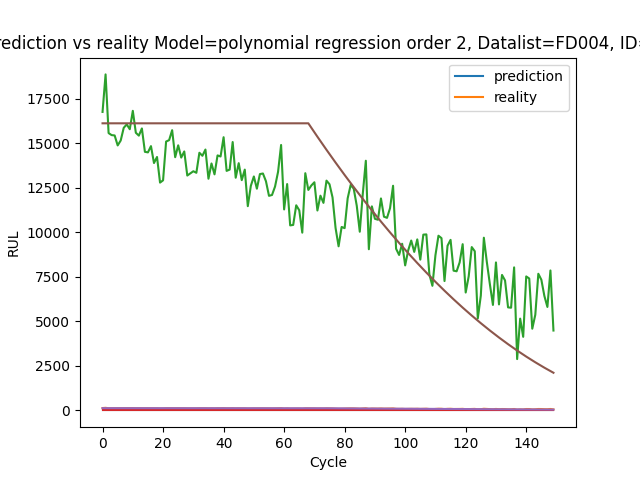 rediction vs reality Model=polynomial regression order 2, Datalist=FD004, ID=
prediction
reality
17500
15000
12500
10000
7500
5000
2500
0
RUL
0 20 40 60 80 100 120 140
Cycle